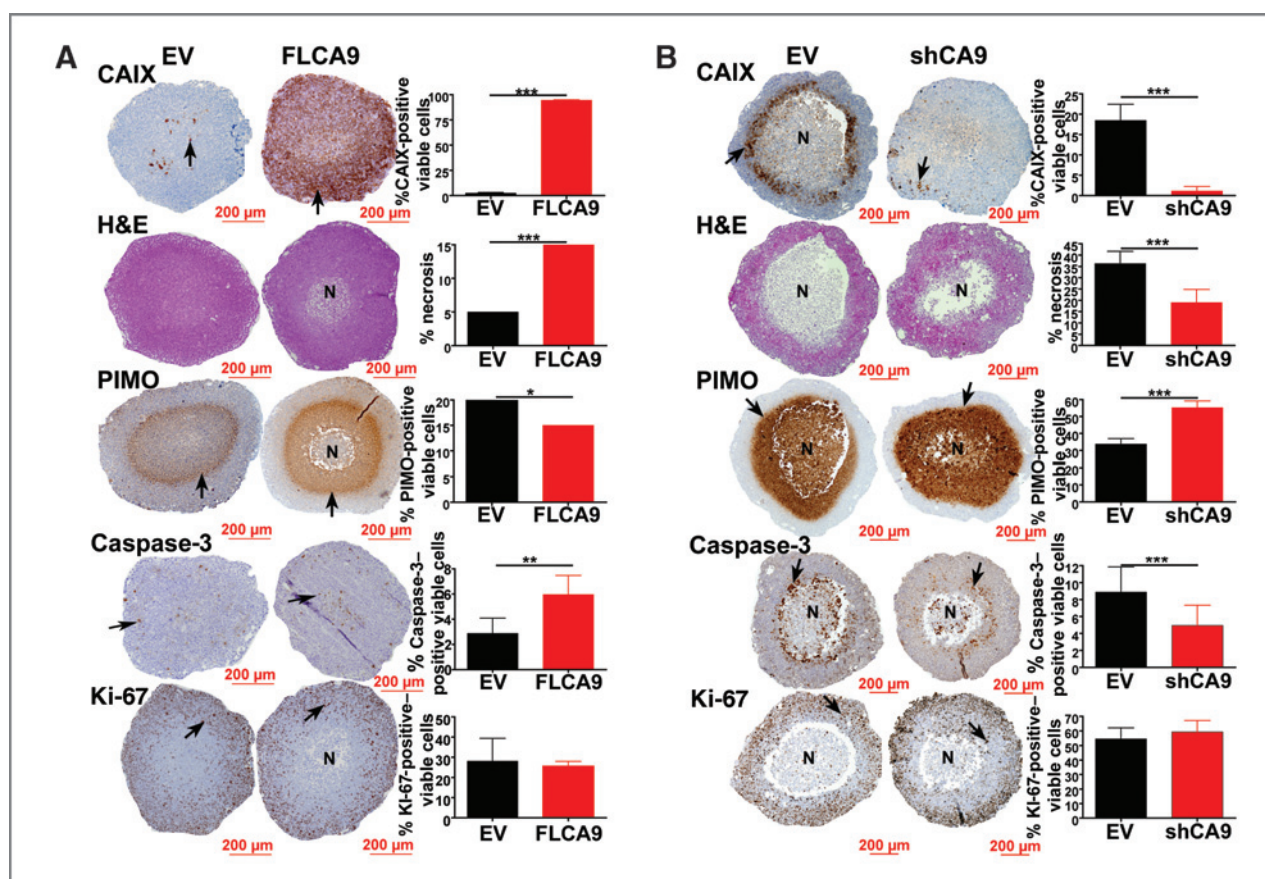 A
EV
FLCA9
CAIX
200 µm
200 µm
%CAIX-positive
viable cells
100
75
50
25
0
***
EV
FLCA9
H&E
N
200 µm
200 µm
% necrosis
15
10
5
0
***
EV
FLCA9
PIMO
N
200 µm
200 µm
% PIMO-positive
viable cells
20
15
10
5
0
*
EV
FLCA9
Caspase-3
200 µm
200 µm
% Caspase-3–
positive viable cells
8
6
4
2
0
**
EV
FLCA9
Ki-67
N
200 µm
200 µm
% KI-67-positive–
viable cells
50
40
30
20
10
0
EV
FLCA9
B
EV
shCA9
CAIX
N
200 µm
200 µm
%CAIX-positive
viable cells
25
20
15
10
5
0
***
EV
shCA9
H&E
N
N
200 µm
200 µm
% necrosis
45
40
35
30
25
20
15
10
5
0
***
EV
shCA9
PIMO
N
N
200 µm
200 µm
% PIMO-positive
viable cells
60
50
40
30
20
10
0
***
EV
shCA9
Caspase-3
N
N
200 µm
200 µm
% Caspase-3–
positive viable cells
12
10
8
6
4
2
0
***
EV
shCA9
Ki-67
N
N
200 µm
200 µm
% Ki-67-positive–
viable cells
70
60
50
40
30
20
10
0
EV
shCA9